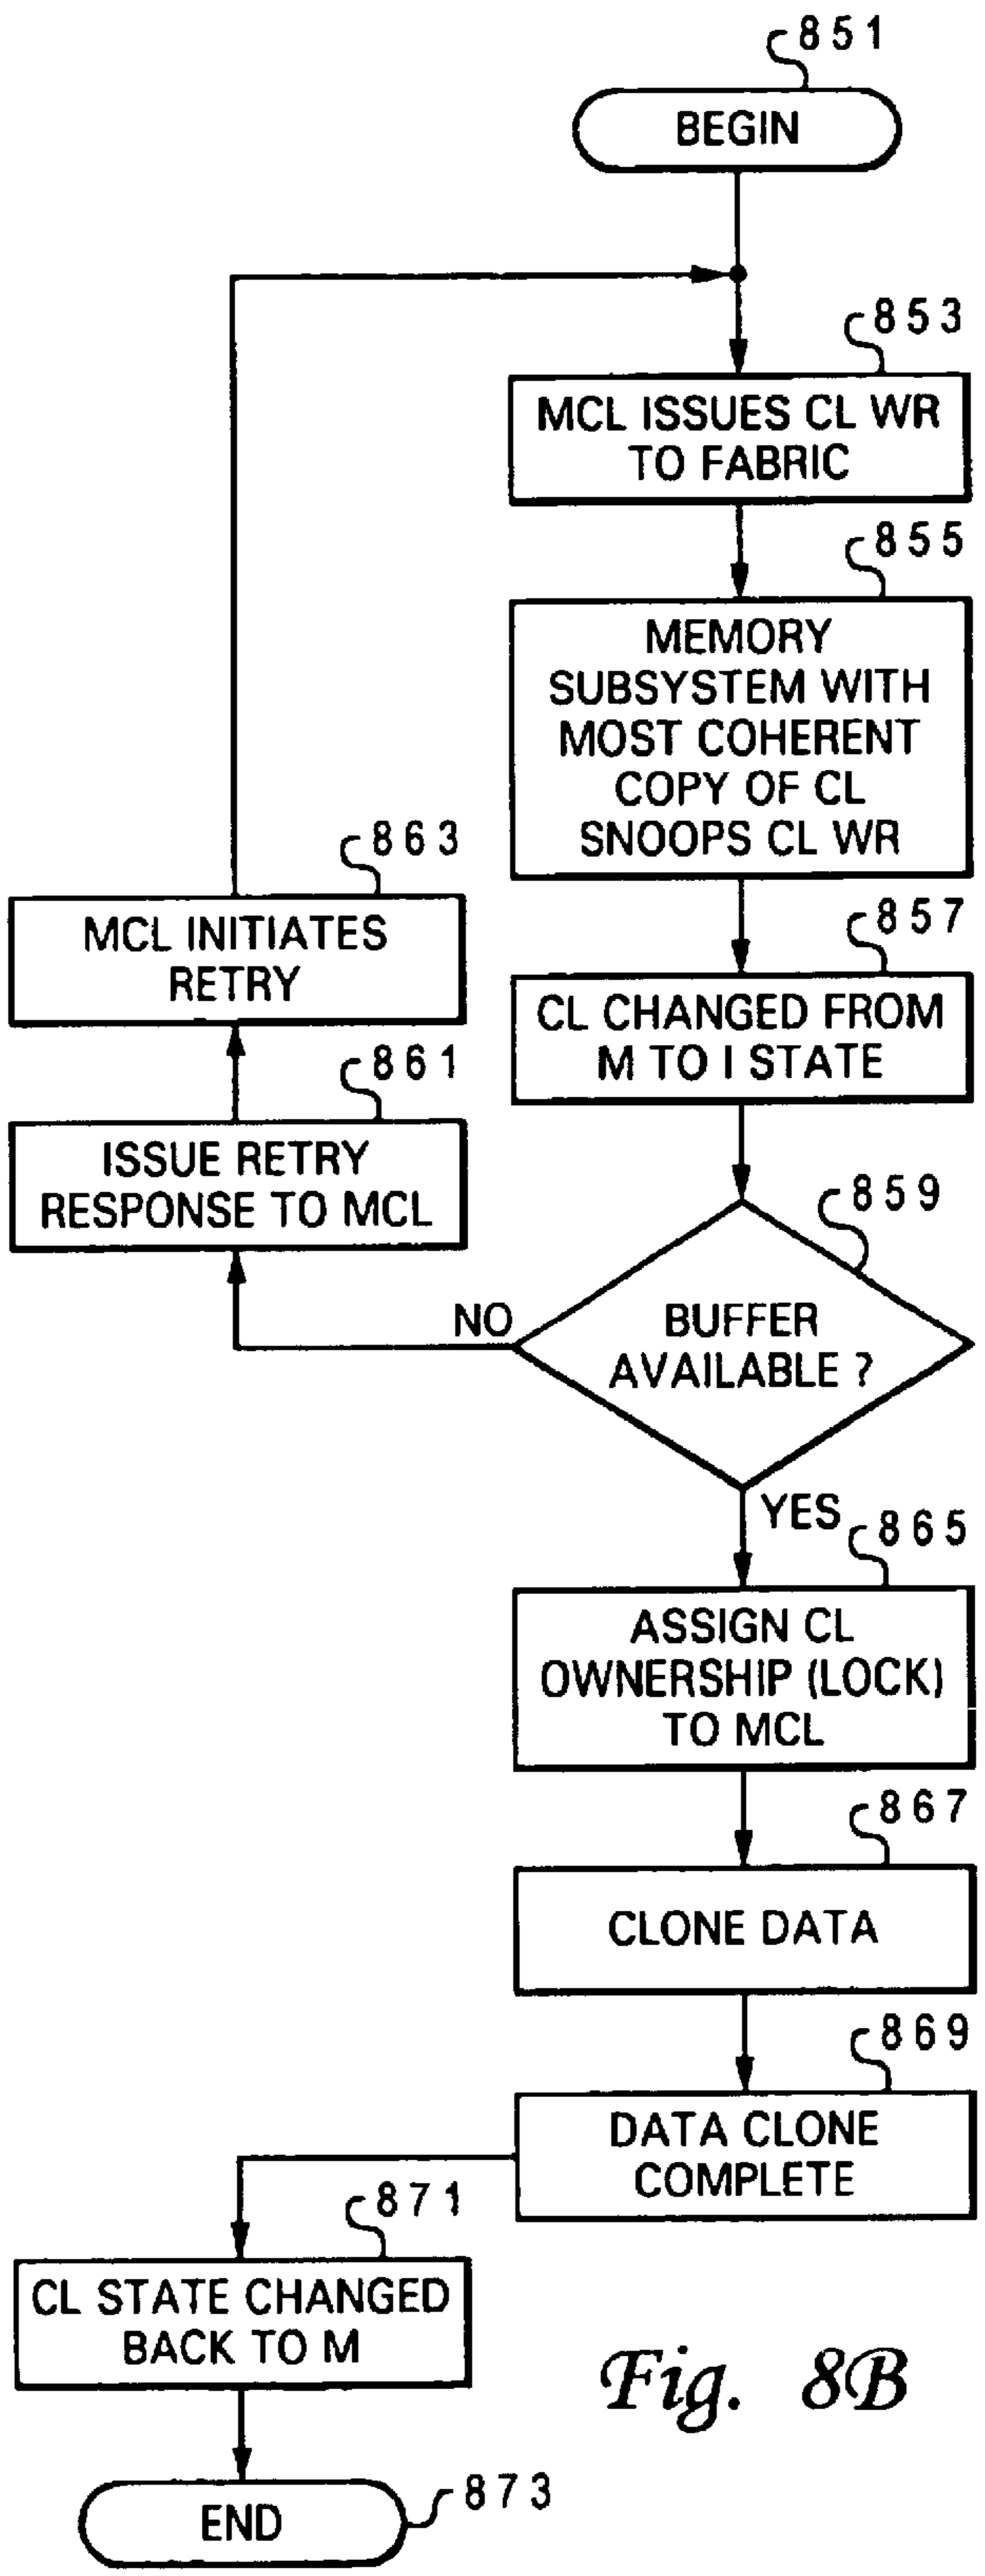 851
BEGIN
853
MCL ISSUES CL WR
TO FABRIC
855
MEMORY
SUBSYSTEM WITH
MOST COHERENT
COPY OF CL
SNOOPS CL WR
863
MCL INITIATES
RETRY
857
CL CHANGED FROM
M TO I STATE
861
ISSUE RETRY
RESPONSE TO MCL
859
NO
BUFFER
AVAILABLE ?
YES
865
ASSIGN CL
OWNERSHIP (LOCK)
TO MCL
867
CLONE DATA
869
DATA CLONE
COMPLETE
871
CL STATE CHANGED
BACK TO M
Fig. 8B
END
873